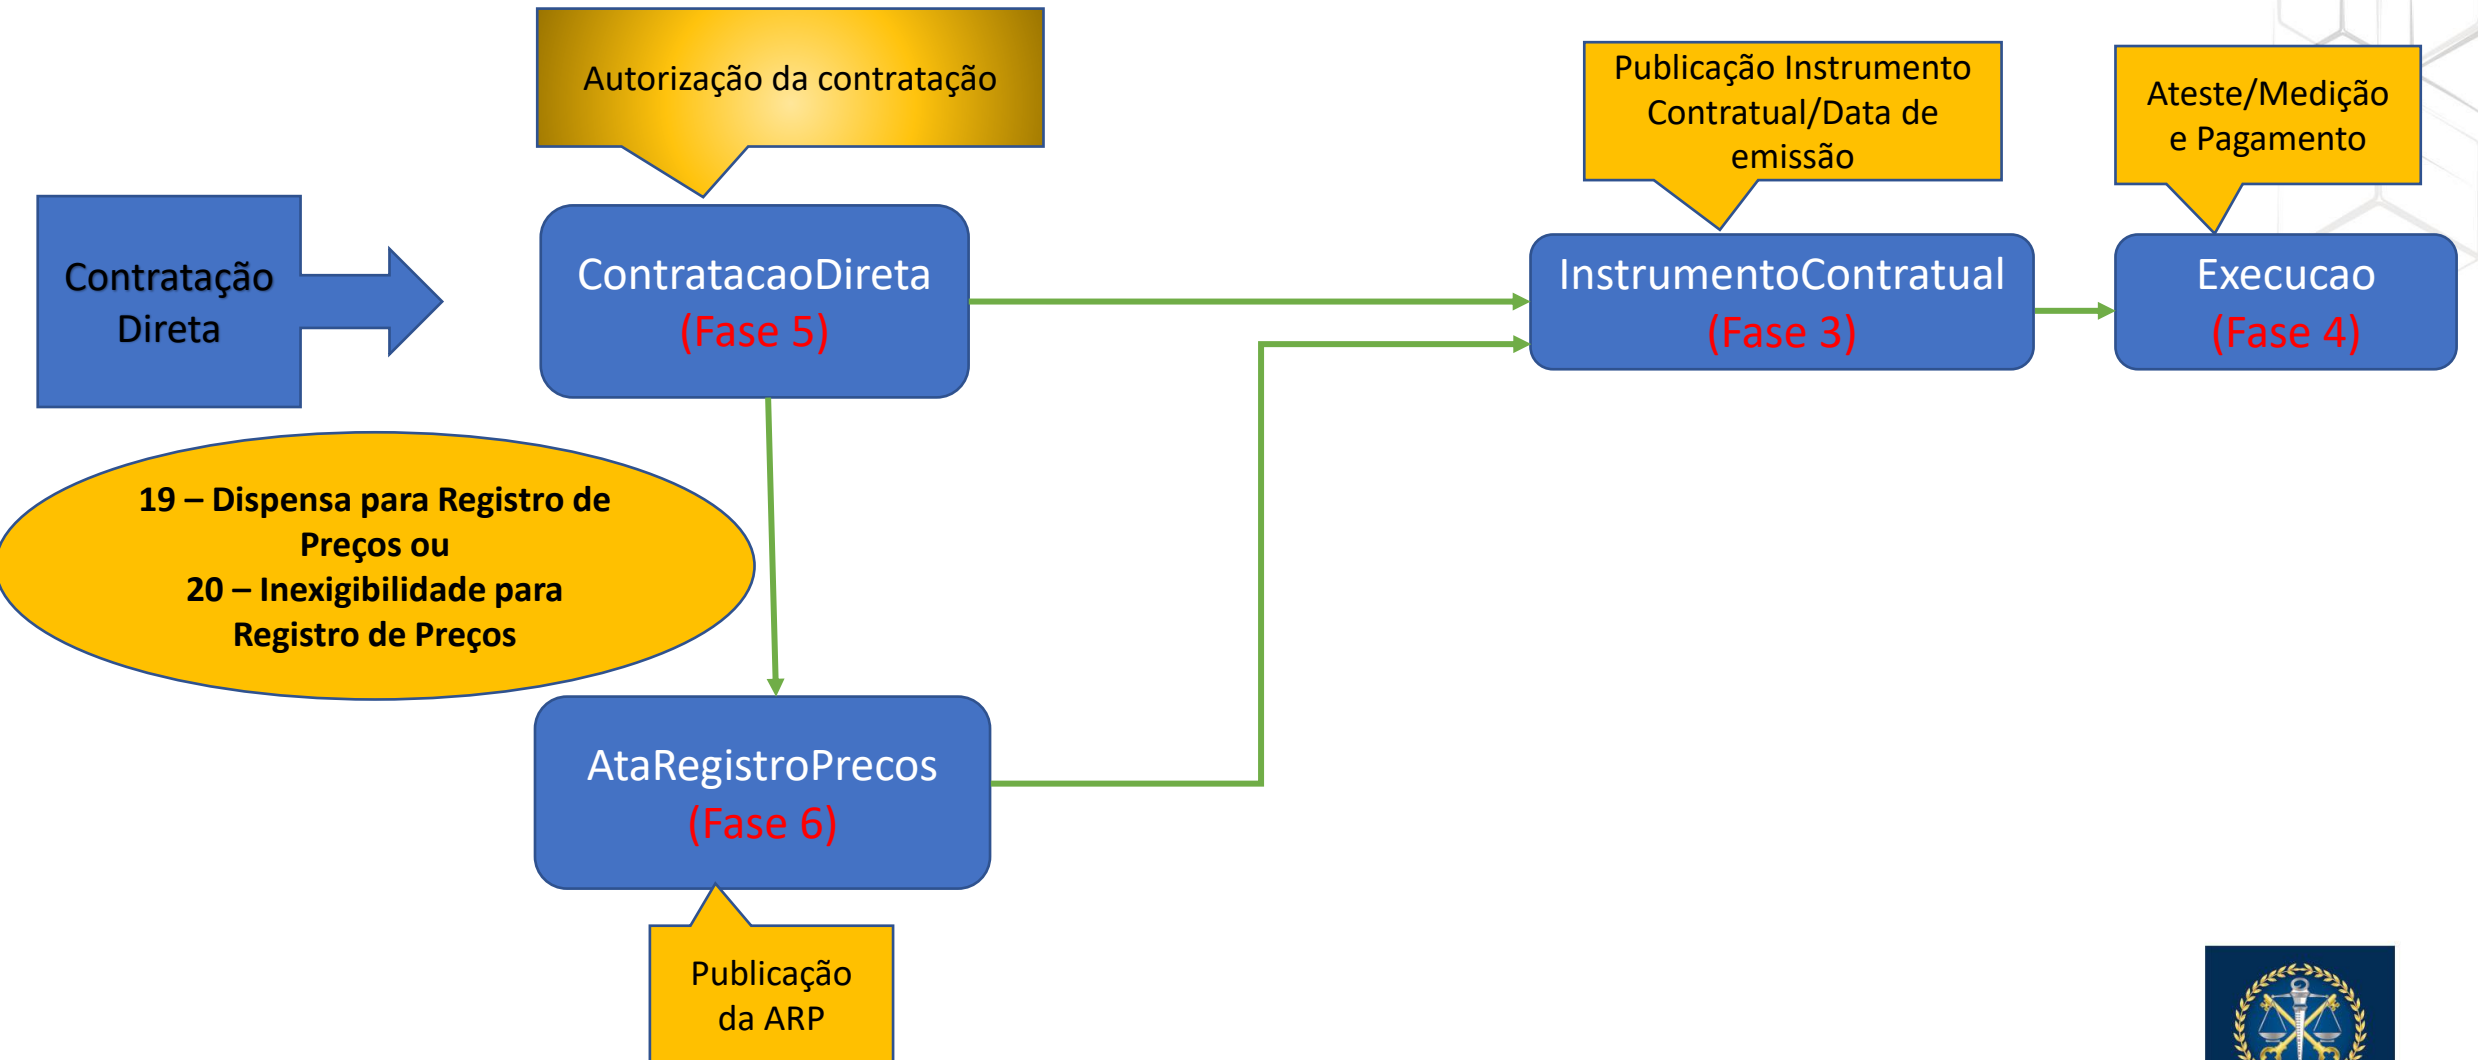 Autorização da contratação
Publicação Instrumento
Contratual/Data de
emissão
Ateste/Medição
e Pagamento
Contratação
Direta
ContratacaoDireta
(Fase 5)
InstrumentoContratual
(Fase 3)
Execucao
(Fase 4)
19 – Dispensa para Registro de
Preços ou
20 – Inexigibilidade para
Registro de Preços
AtaRegistroPrecos
(Fase 6)
Publicação
da ARP